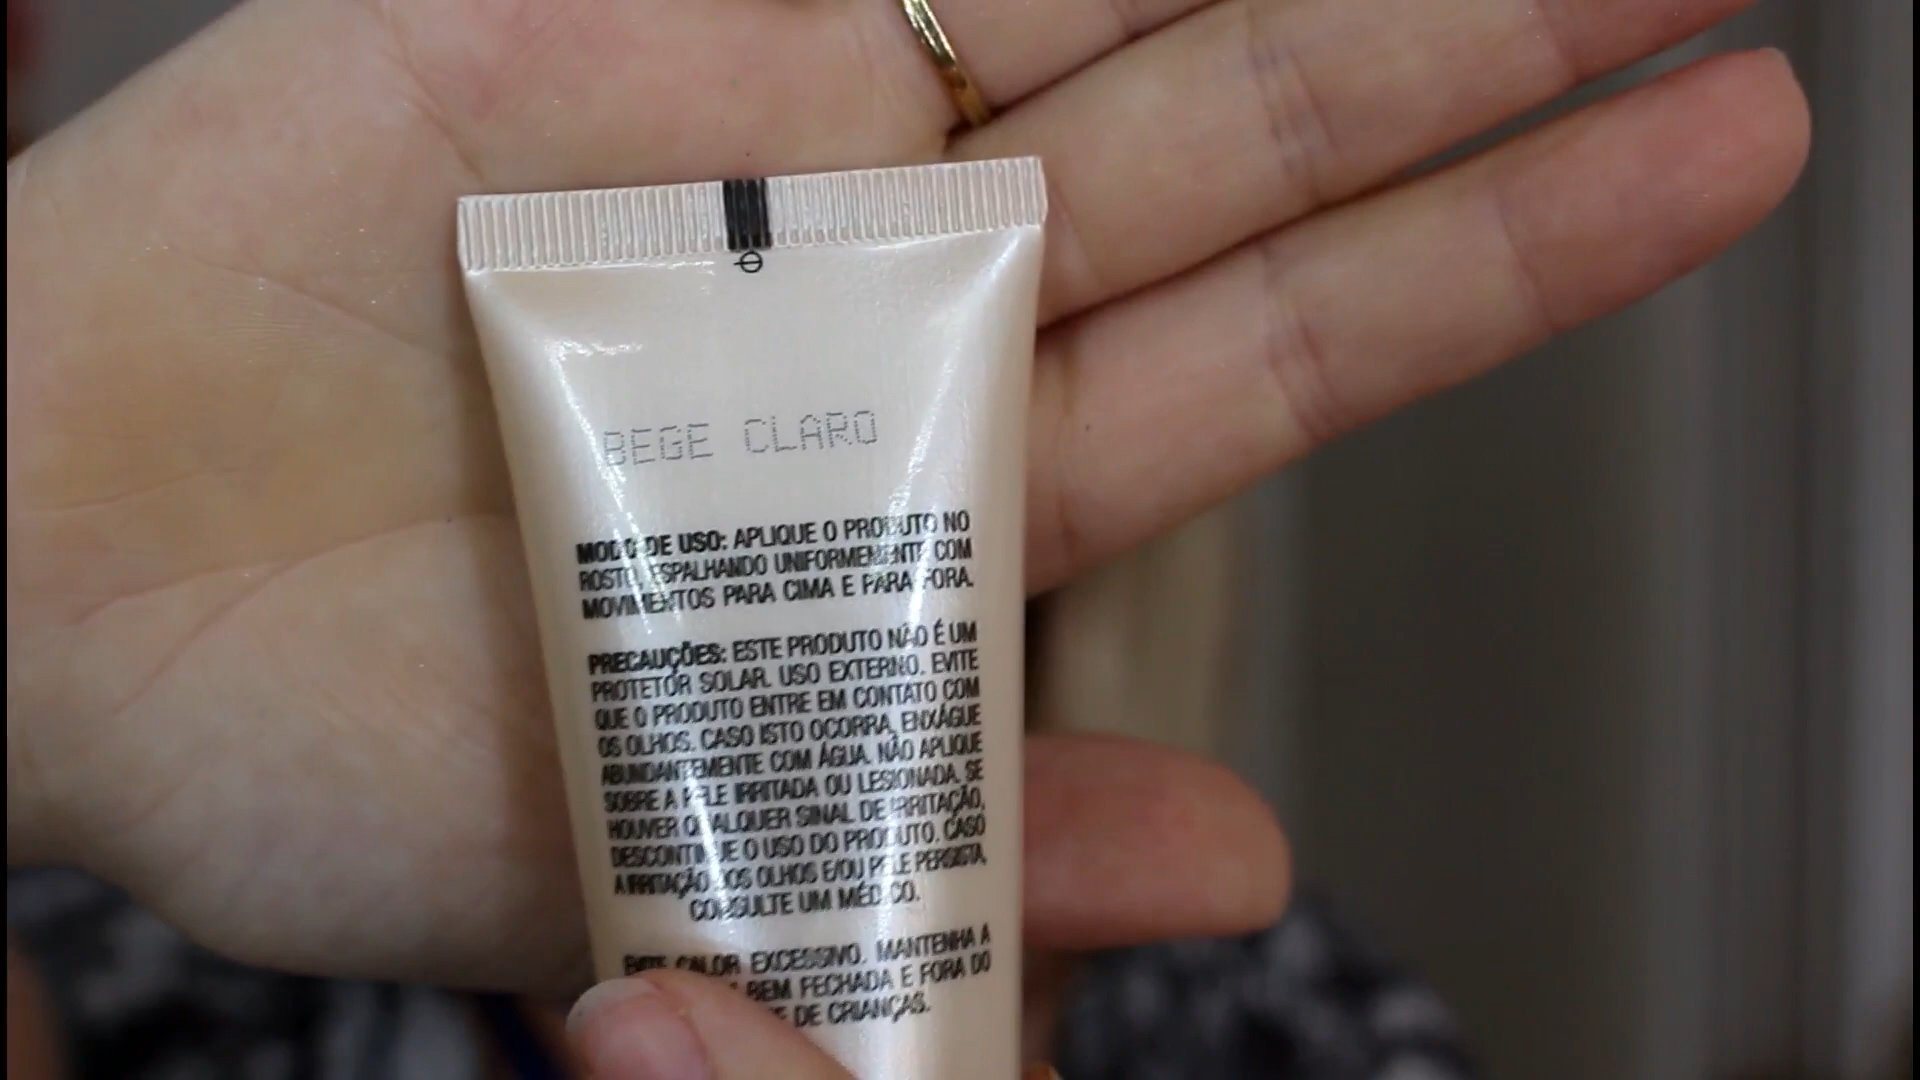 BEGE CLARO
MODO DE USO: APLIQUE O PRODUTO NO
ROSTO, ESPALHANDO UNIFORMEMENTE COM
MOVIMENTOS PARA CIMA E PARA FORA.
PRECAUÇÕES: ESTE PRODUTO NÃO É UM
PROTETOR SOLAR. USO EXTERNO. EVITE
QUE O PRODUTO ENTRE EM CONTATO COM
OS OLHOS. CASO ISTO OCORRA, ENXÁGUE
ABUNDANTEMENTE COM ÁGUA. NÃO APLIQUE
SOBRE A PELE IRRITADA OU LESIONADA. SE
HOUVER QUALQUER SINAL DE IRRITAÇÃO,
DESCONTINUE O USO DO PRODUTO. CASO
A IRRITAÇÃO DOS OLHOS E/OU PELE PERSISTA,
CONSULTE UM MÉDICO.
EVITE CALOR EXCESSIVO. MANTENHA A
BEM FECHADA E FORA DO
DE CRIANÇAS.